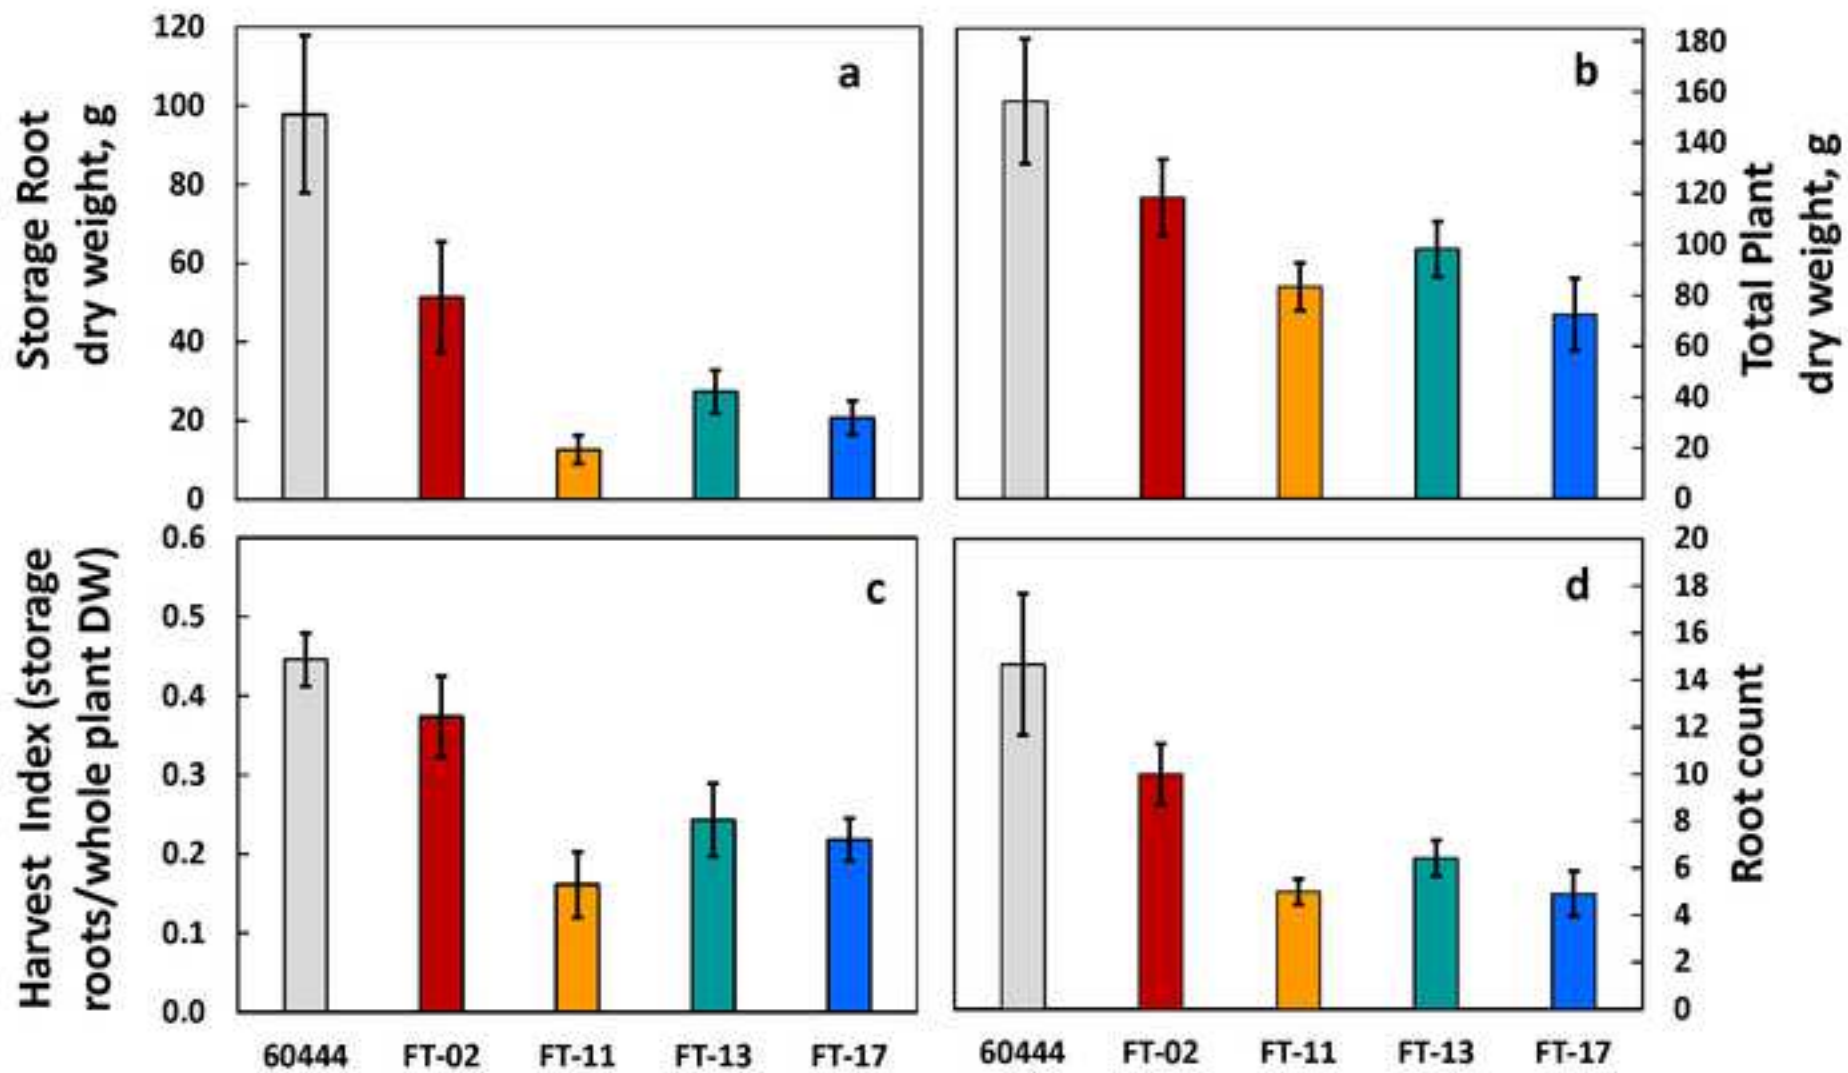 Storage Root
dry weight, g
120
100
80
60
40
20
0
a
b
180
160
140
120
100
80
60
40
20
0
Total Plant
dry weight, g
Harvest Index (storage
roots/whole plant DW)
0.6
0.5
0.4
0.3
0.2
0.1
0.0
c
d
20
18
16
14
12
10
8
6
4
2
0
Root count
60444 FT-02 FT-11 FT-13 FT-17
60444 FT-02 FT-11 FT-13 FT-17